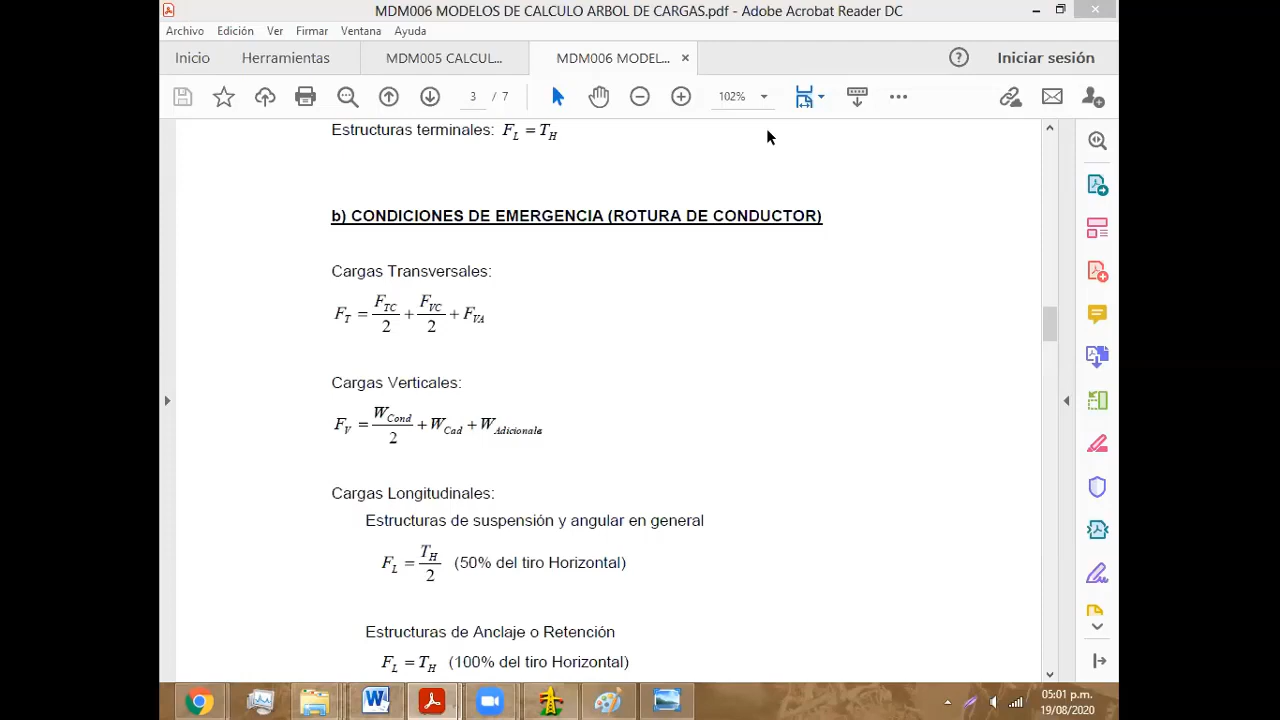 MDM006 MODELOS DE CALCULO ARBOL DE CARGAS.pdf - Adobe Acrobat Reader DC
Archivo Edición Ver Firmar Ventana Ayuda
Inicio Herramientas MDM005 CALCUL... MDM006 MODEL... × Iniciar sesión
3 / 7 102%
Estructuras terminales: F_L = T_H
b) CONDICIONES DE EMERGENCIA (ROTURA DE CONDUCTOR)
Cargas Transversales:
F_T = F_TC/2 + F_VC/2 + F_VA
Cargas Verticales:
F_V = W_Cond/2 + W_Cad + W_Adicionales
Cargas Longitudinales:
Estructuras de suspensión y angular en general
F_L = T_H/2 (50% del tiro Horizontal)
Estructuras de Anclaje o Retención
F_L = T_H (100% del tiro Horizontal)
05:01 p.m.
19/08/2020